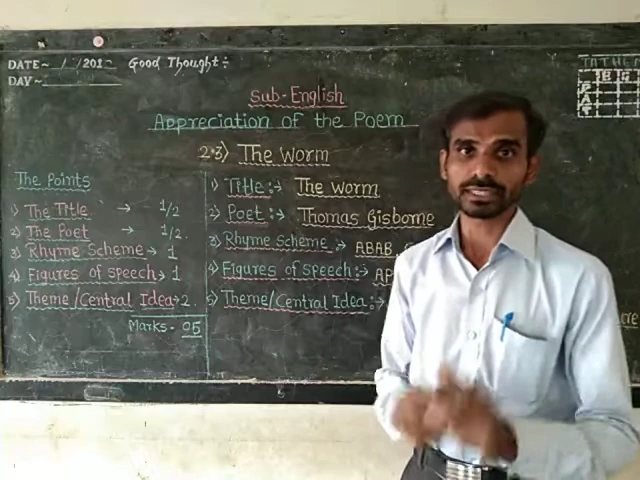 DATE~ / /201
DAY~
Good Thought:
Sub-English
Appreciation of the Poem
2.3) The Worm
The Points
1) The Title → 1/2
2) The Poet → 1/2.
3) Rhyme Scheme → 1
4) Figures of speech → 1
5) Theme/Central Idea → 2.
Marks - 05
1) Title:→ The Worm
2) Poet:→ Thomas Gisborne
3) Rhyme Scheme → ABAB
4) Figures of speech:→ AP
5) Theme/Central Idea:→